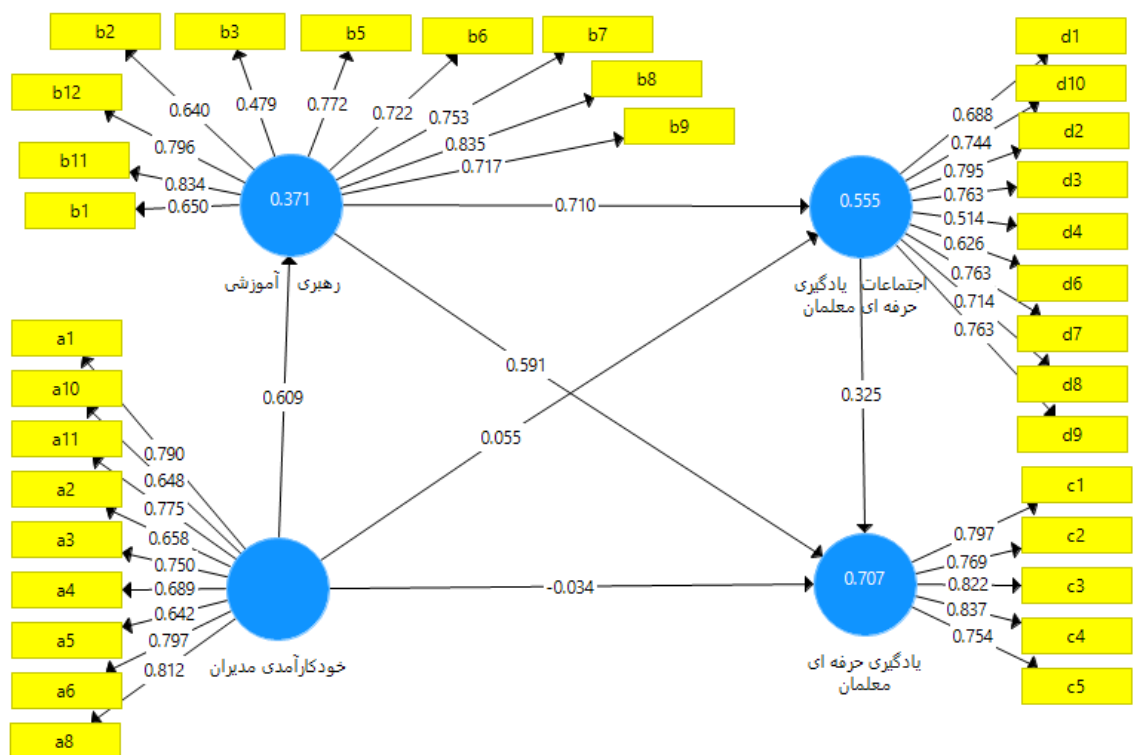 b2
b3
b5
b6
b7
b8
b9
b12
b11
b1
0.640
0.479
0.772
0.722
0.753
0.835
0.717
0.796
0.834
0.650
0.371
رهبری آموزشی
d1
d10
d2
d3
d4
d6
d7
d8
d9
0.688
0.744
0.795
0.763
0.514
0.626
0.763
0.714
0.763
0.555
اجتماعات یادگیری
حرفه ای معلمان
0.710
0.591
0.609
0.055
0.325
-0.034
a1
a10
a11
a2
a3
a4
a5
a6
a8
0.790
0.648
0.775
0.658
0.750
0.689
0.642
0.797
0.812
خودکارآمدی مدیران
c1
c2
c3
c4
c5
0.797
0.769
0.822
0.837
0.754
0.707
یادگیری حرفه ای
معلمان